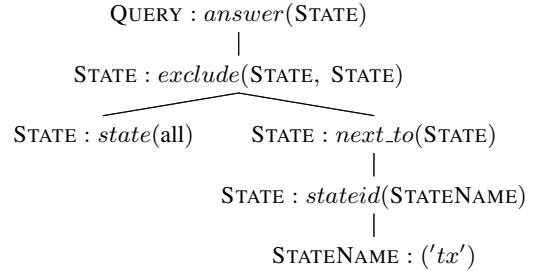 QUERY : answer(STATE)
STATE : exclude(STATE, STATE)
STATE : state(all) STATE : next_to(STATE)
STATE : stateid(STATENAME)
STATENAME : ('tx')